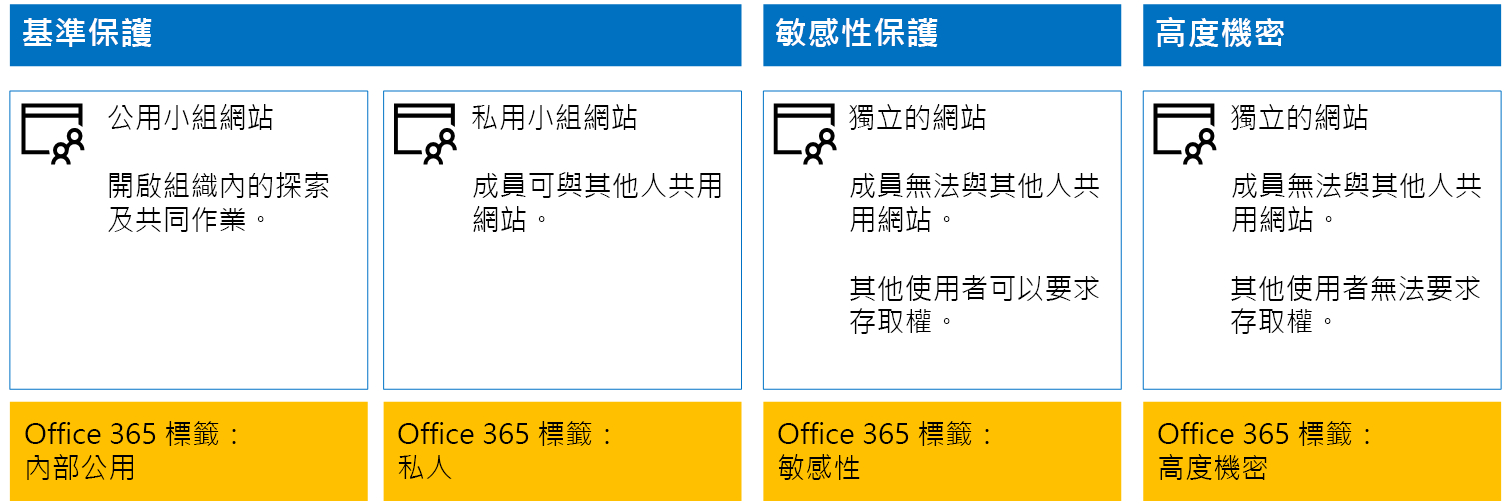 基準保護
敏感性保護
高度機密
公用小組網站
開啟組織內的探索
及共同作業。
私用小組網站
成員可與其他人共用
網站。
獨立的網站
成員無法與其他人共
用網站。
其他使用者可以要求
存取權。
獨立的網站
成員無法與其他人共
用網站。
其他使用者無法要求
存取權。
Office 365 標籤：
內部公用
Office 365 標籤：
私人
Office 365 標籤：
敏感性
Office 365 標籤：
高度機密